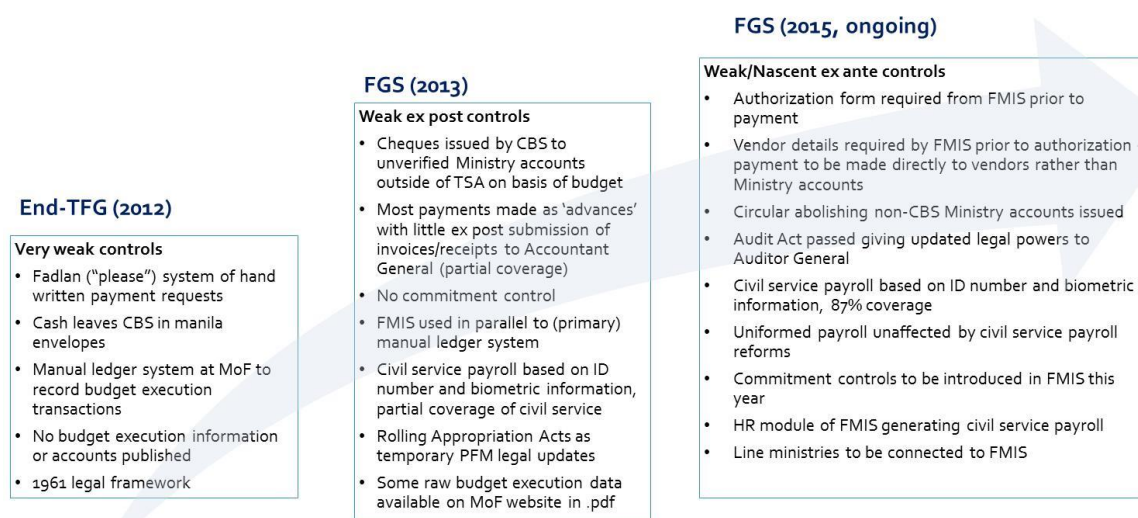 End-TFG (2012)
Very weak controls
• Fadlan (“please”) system of hand
written payment requests
• Cash leaves CBS in manila
envelopes
• Manual ledger system at MoF to
record budget execution
transactions
• No budget execution information
or accounts published
• 1961 legal framework
FGS (2013)
Weak ex post controls
• Cheques issued by CBS to
unverified Ministry accounts
outside of TSA on basis of budget
• Most payments made as ‘advances’
with little ex post submission of
invoices/receipts to Accountant
General (partial coverage)
• No commitment control
• FMIS used in parallel to (primary)
manual ledger system
• Civil service payroll based on ID
number and biometric information,
partial coverage of civil service
• Rolling Appropriation Acts as
temporary PFM legal updates
• Some raw budget execution data
available on MoF website in .pdf
FGS (2015, ongoing)
Weak/Nascent ex ante controls
• Authorization form required from FMIS prior to
payment
• Vendor details required by FMIS prior to authorization
payment to be made directly to vendors rather than
Ministry accounts
• Circular abolishing non-CBS Ministry accounts issued
• Audit Act passed giving updated legal powers to
Auditor General
• Civil service payroll based on ID number and biometric
information, 87% coverage
• Uniformed payroll unaffected by civil service payroll
reforms
• Commitment controls to be introduced in FMIS this
year
• HR module of FMIS generating civil service payroll
• Line ministries to be connected to FMIS